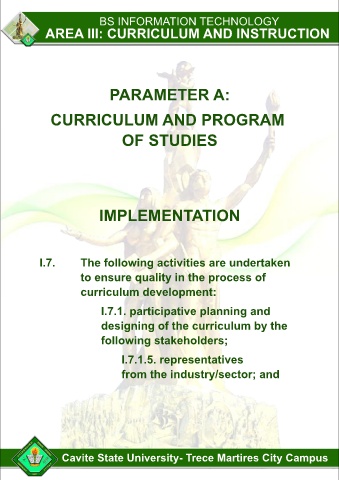 BS INFORMATION TECHNOLOGY
AREA III: CURRICULUM AND INSTRUCTION
PARAMETER A:
CURRICULUM AND PROGRAM
OF STUDIES
IMPLEMENTATION
I.7. The following activities are undertaken
to ensure quality in the process of
curriculum development:
I.7.1. participative planning and
designing of the curriculum by the
following stakeholders;
I.7.1.5. representatives
from the industry/sector; and
Cavite State University- Trece Martires City Campus